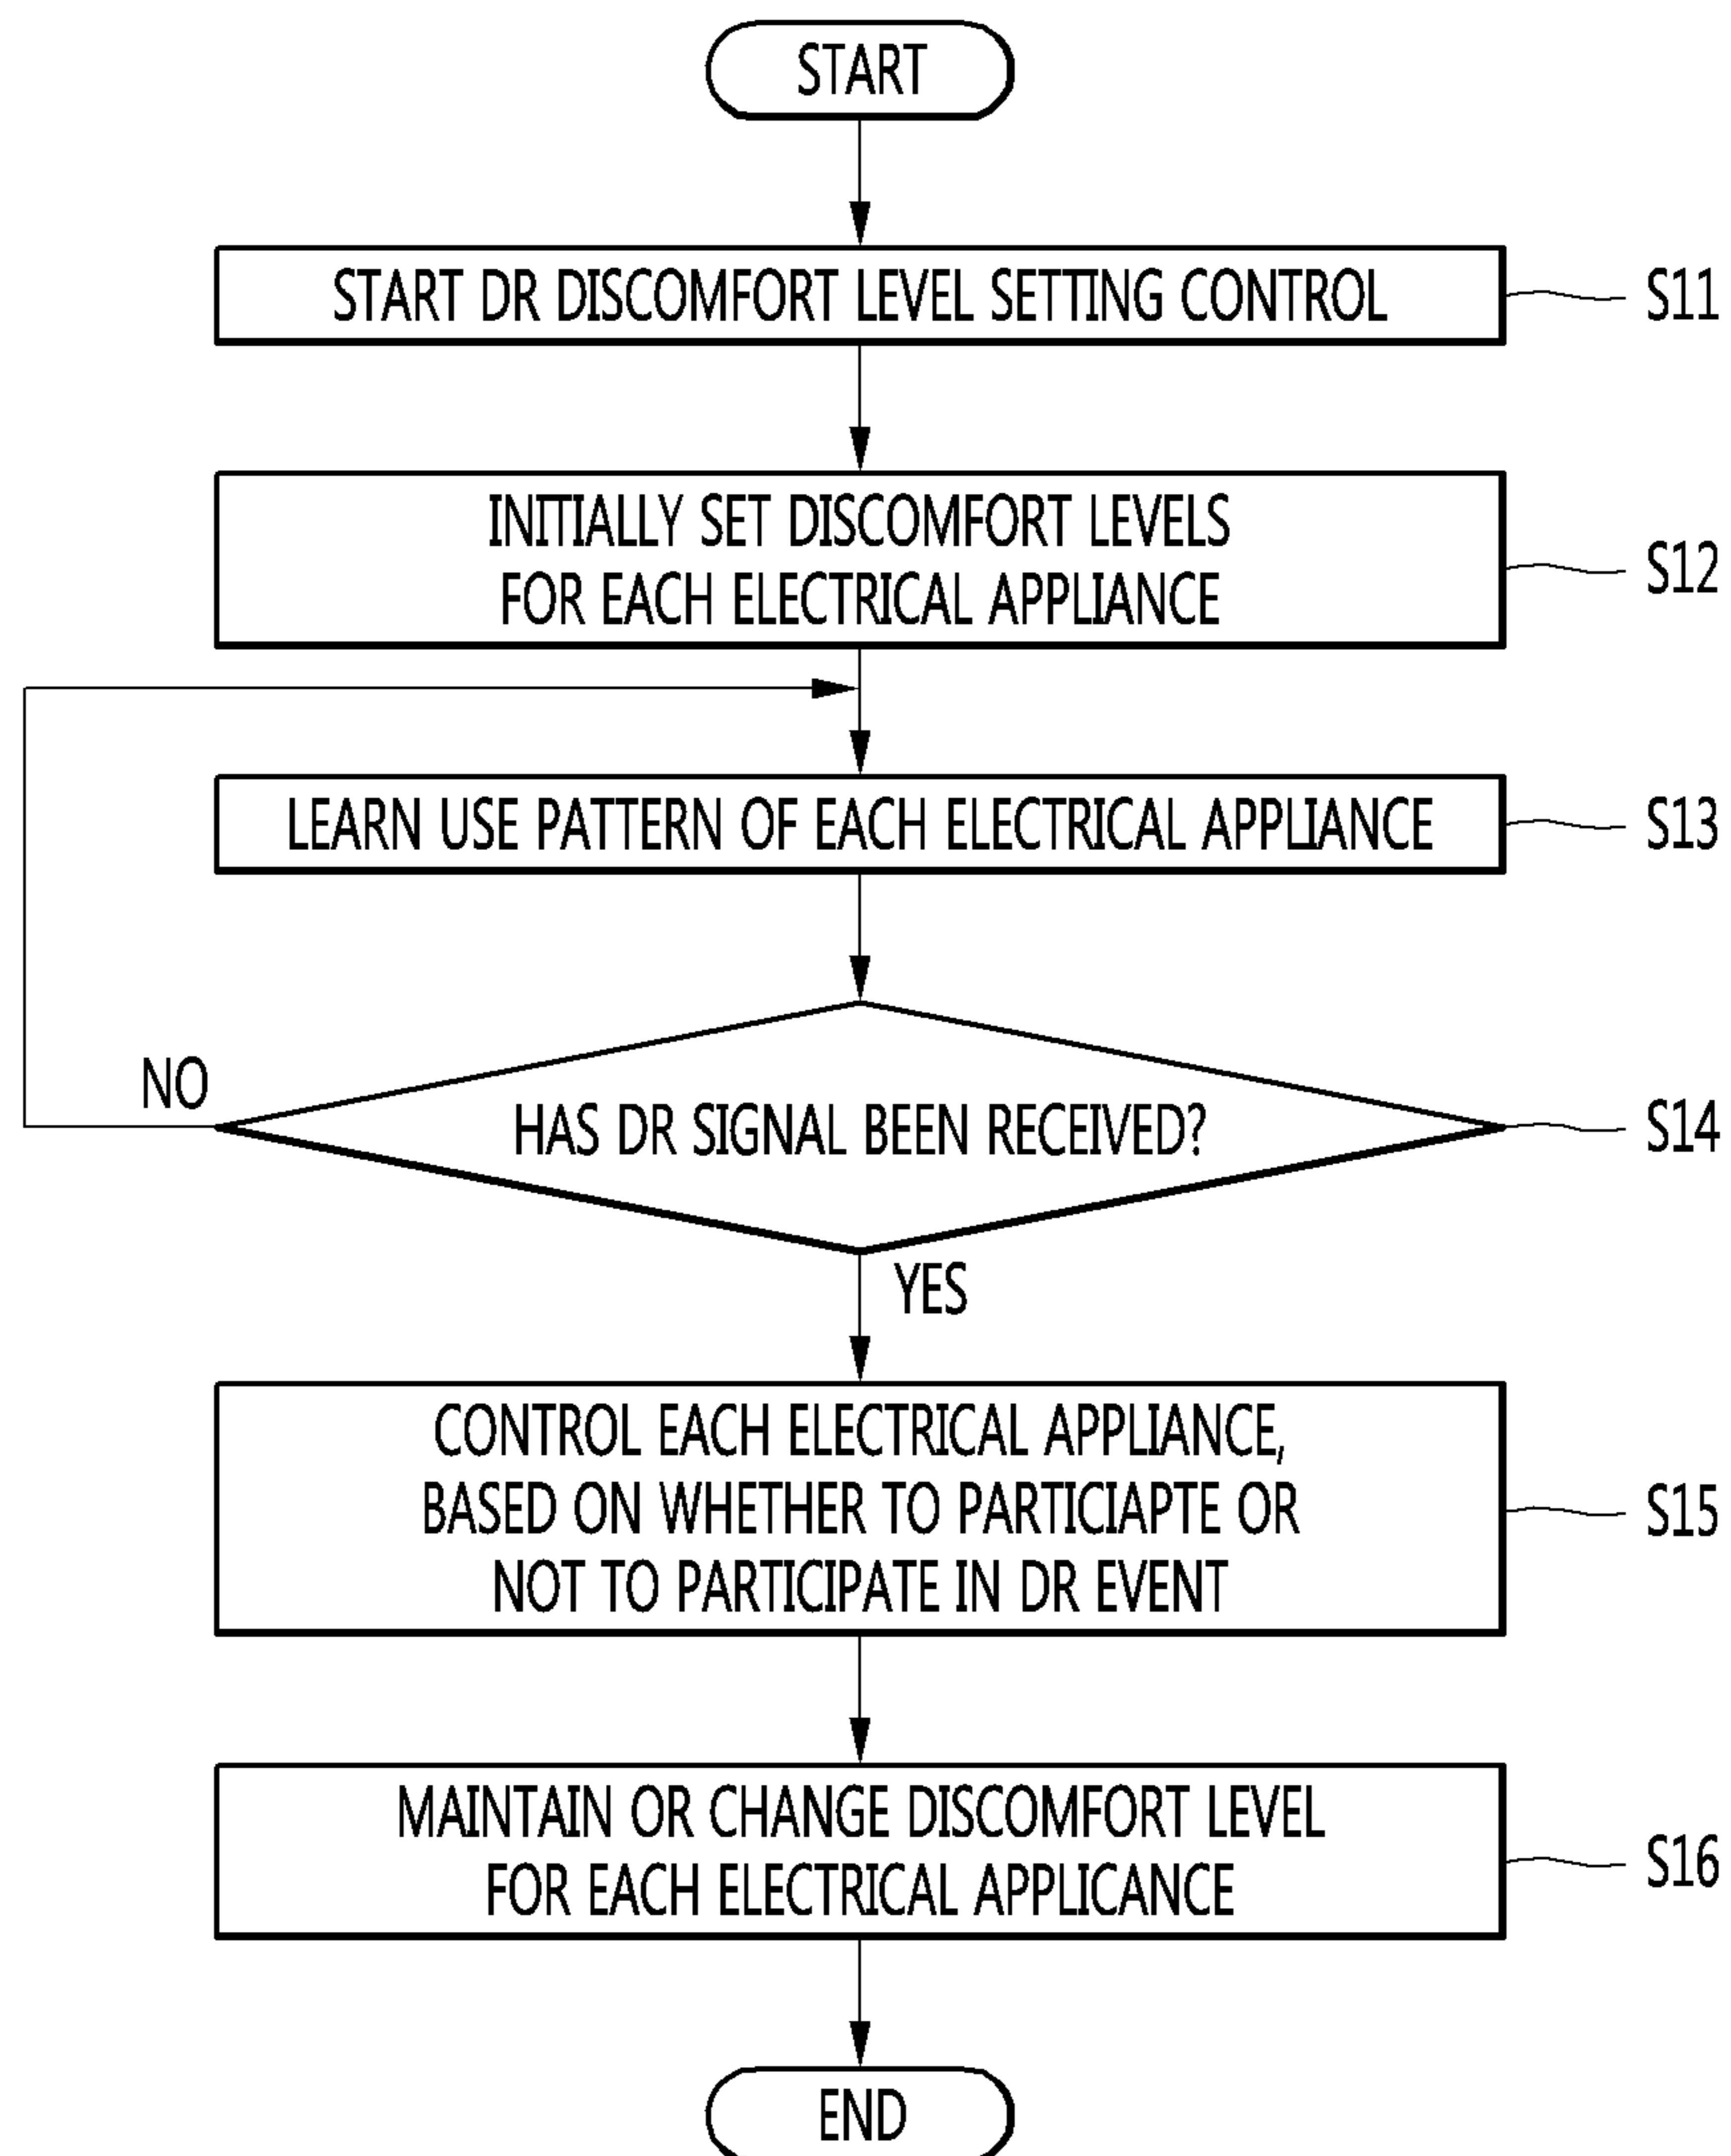 START
START DR DISCOMFORT LEVEL SETTING CONTROL
S11
INITIALLY SET DISCOMFORT LEVELS
FOR EACH ELECTRICAL APPLIANCE
S12
LEARN USE PATTERN OF EACH ELECTRICAL APPLIANCE
S13
NO
HAS DR SIGNAL BEEN RECEIVED?
S14
YES
CONTROL EACH ELECTRICAL APPLIANCE,
BASED ON WHETHER TO PARTICIAPTE OR
NOT TO PARTICIPATE IN DR EVENT
S15
MAINTAIN OR CHANGE DISCOMFORT LEVEL
FOR EACH ELECTRICAL APPLICANCE
S16
END